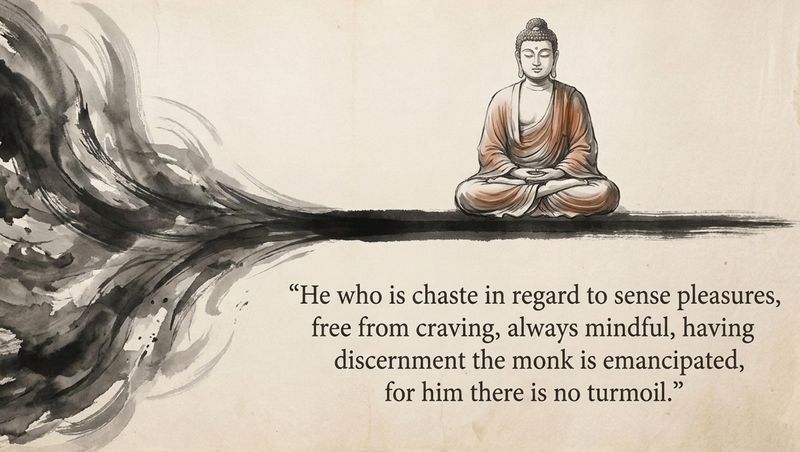 “He who is chaste in regard to sense pleasures,
free from craving, always mindful, having
discernment the monk is emancipated,
for him there is no turmoil.”